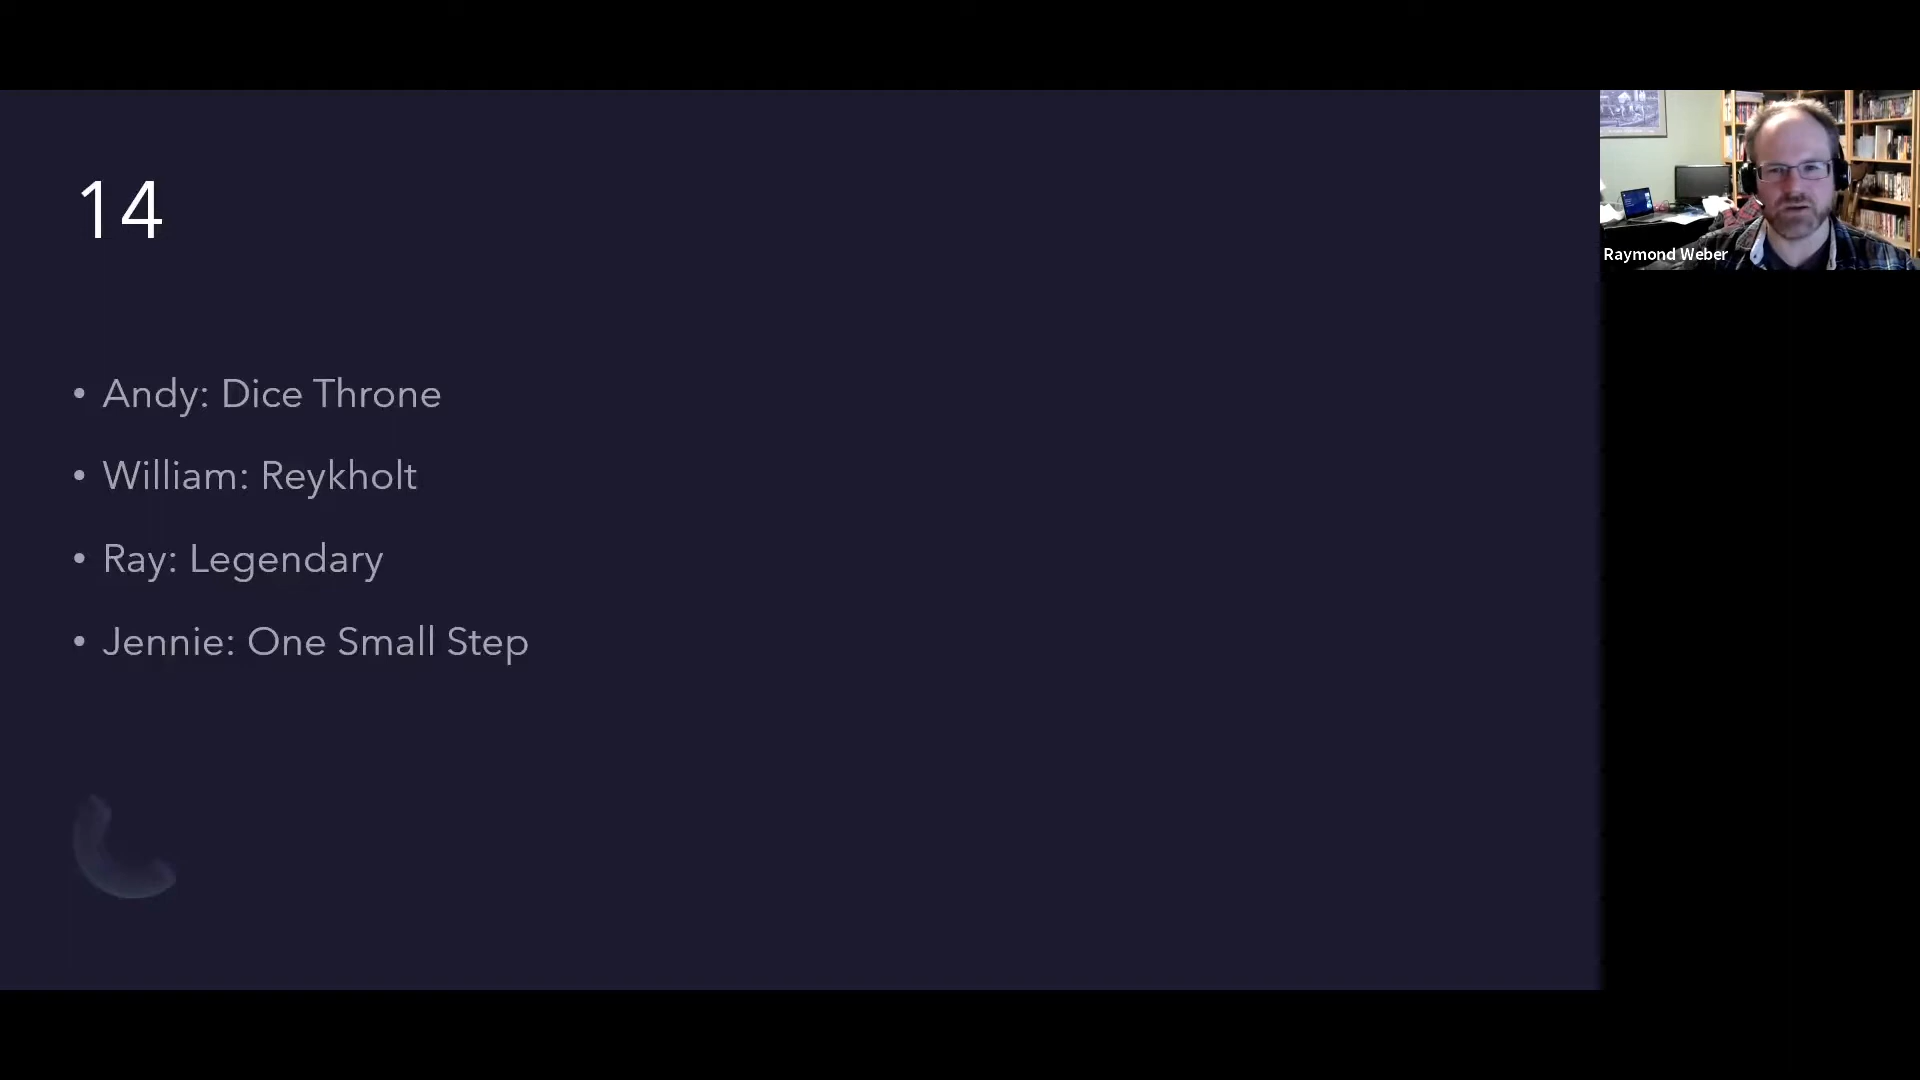 14
• Andy: Dice Throne
• William: Reykholt
• Ray: Legendary
• Jennie: One Small Step
Raymond Weber